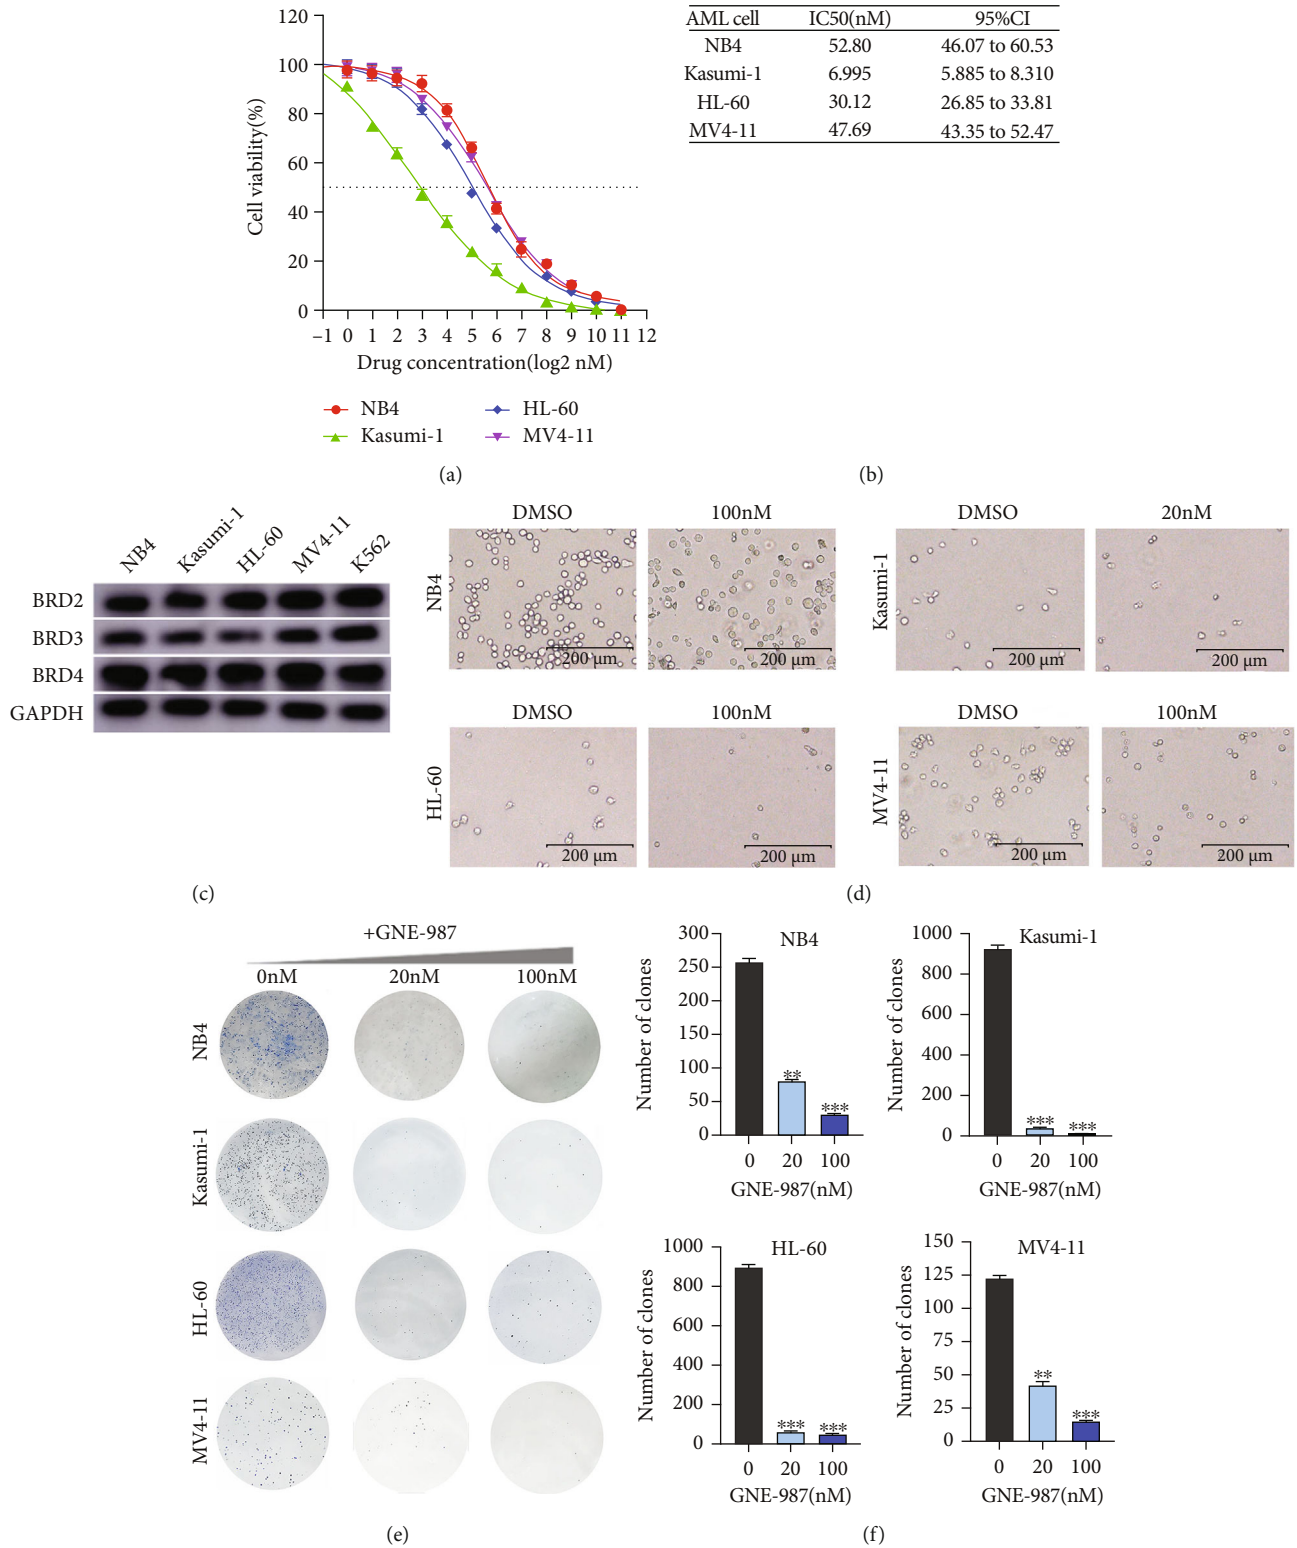 120
100
80
60
40
20
0
Cell viability(%)
−1 0 1 2 3 4 5 6 7 8 9 10 11 12
Drug concentration(log2 nM)
NB4
HL-60
Kasumi-1
MV4-11
(a)
AML cell IC50(nM) 95%CI
NB4 52.80 46.07 to 60.53
Kasumi-1 6.995 5.885 to 8.310
HL-60 30.12 26.85 to 33.81
MV4-11 47.69 43.35 to 52.47
(b)
NB4 Kasumi-1 HL-60 MV4-11 K562
BRD2
BRD3
BRD4
GAPDH
(c)
DMSO 100nM
NB4
200 µm 200 µm
DMSO 20nM
Kasumi-1
200 µm 200 µm
DMSO 100nM
HL-60
200 µm 200 µm
DMSO 100nM
MV4-11
200 µm 200 µm
(d)
+GNE-987
0nM 20nM 100nM
NB4
Kasumi-1
HL-60
MV4-11
(e)
NB4
Number of clones
300
250
200
150
100
50
0
** ***
0 20 100
GNE-987(nM)
Kasumi-1
Number of clones
1000
800
600
400
200
0
*** ***
0 20 100
GNE-987(nM)
HL-60
Number of clones
1000
800
600
400
200
0
*** ***
0 20 100
GNE-987(nM)
MV4-11
Number of clones
150
125
100
75
50
25
0
** ***
0 20 100
GNE-987(nM)
(f)